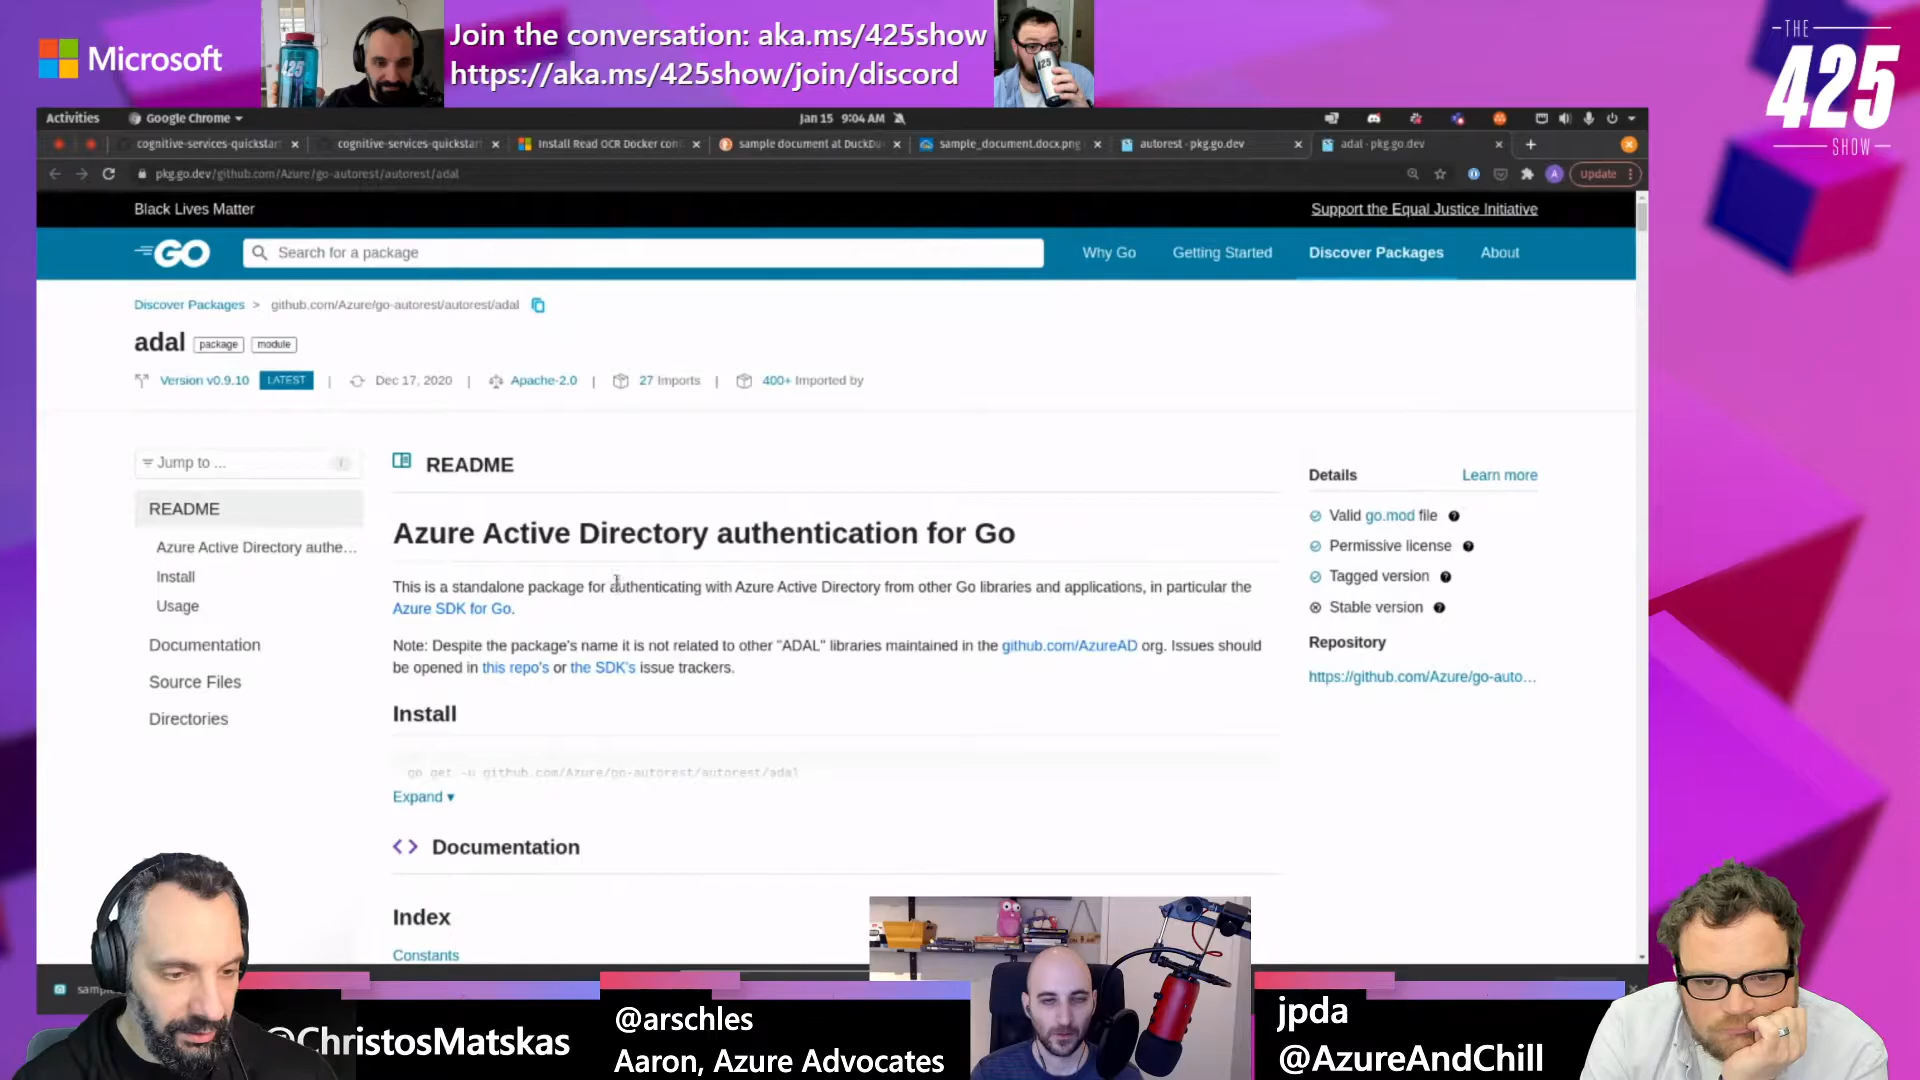 Microsoft
Join the conversation: aka.ms/425show
https://aka.ms/425show/join/discord
THE
425
SHOW
425
425
Activities
Google Chrome
Jan 15 9:04 AM
cognitive-services-quickstar
cognitive-services-quickstar
Install Read OCR Docker con
sample document at DuckDu
sample_document.docx.png
autorest · pkg.go.dev
adal · pkg.go.dev
pkg.go.dev/github.com/Azure/go-autorest/autorest/adal
A
Update
Black Lives Matter
Support the Equal Justice Initiative
GO
Search for a package
Why Go
Getting Started
Discover Packages
About
Discover Packages > github.com/Azure/go-autorest/autorest/adal
adal package module
Version v0.9.10 LATEST | Dec 17, 2020 | Apache-2.0 | 27 Imports | 400+ Imported by
Jump to ...
README
Azure Active Directory authe…
Install
Usage
Documentation
Source Files
Directories
README
Azure Active Directory authentication for Go
This is a standalone package for authenticating with Azure Active Directory from other Go libraries and applications, in particular the
Azure SDK for Go.
Note: Despite the package's name it is not related to other "ADAL" libraries maintained in the github.com/AzureAD org. Issues should
be opened in this repo's or the SDK's issue trackers.
Install
go get -u github.com/Azure/go-autorest/autorest/adal
Expand ▾
Documentation
Index
Constants
Details
Learn more
Valid go.mod file
Permissive license
Tagged version
Stable version
Repository
https://github.com/Azure/go-auto…
samp
@ChristosMatskas
@arschles
Aaron, Azure Advocates
jpda
@AzureAndChill